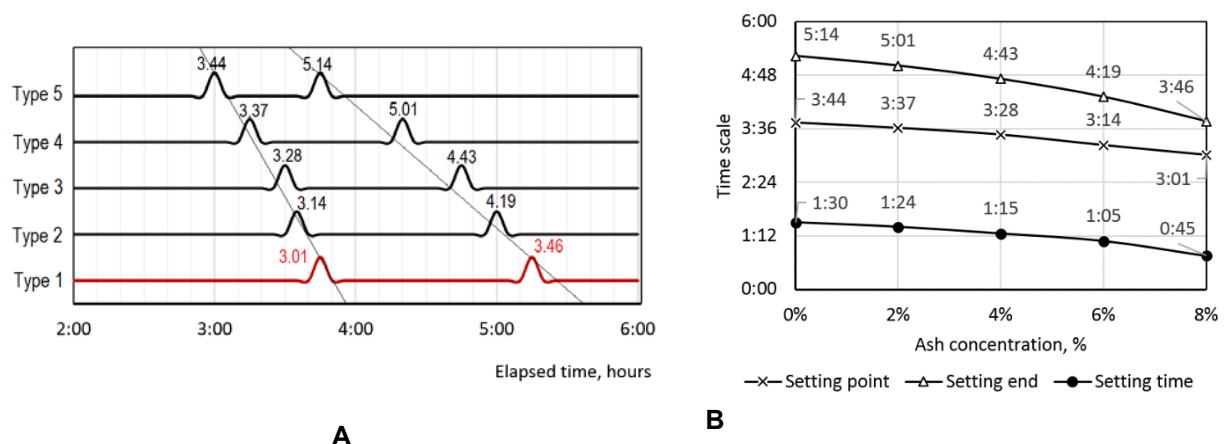 3.44
5.14
Type 5
3.37
5.01
Type 4
3.28
4.43
Type 3
3.14
4.19
Type 2
3.01
3.46
Type 1
2:00 3:00 4:00 5:00 6:00
Elapsed time, hours
A
6:00
4:48
3:36
2:24
1:12
0:00
Time scale
5:14 5:01 4:43 4:19 3:46
3:44 3:37 3:28 3:14 3:01
1:30 1:24 1:15 1:05 0:45
0% 2% 4% 6% 8%
Ash concentration, %
Setting point Setting end Setting time
B